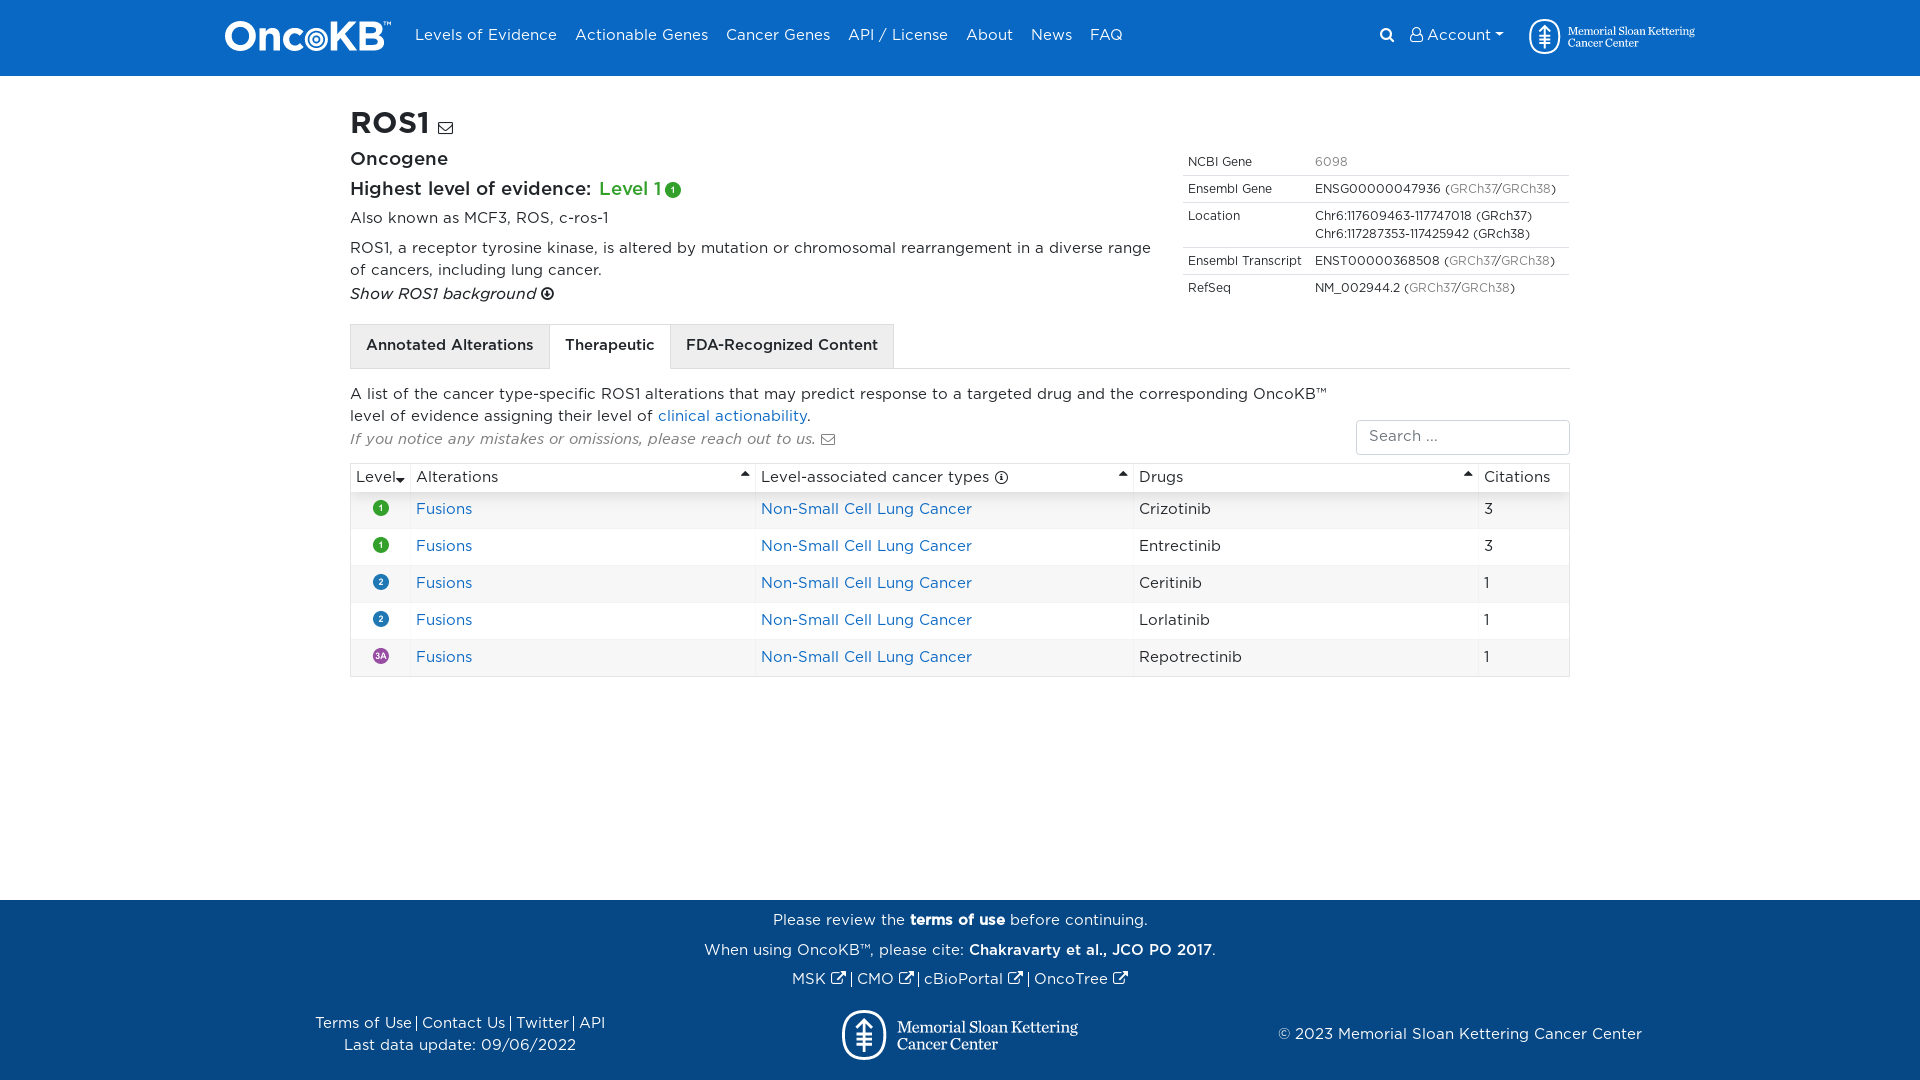 OncoKB™ Levels of Evidence Actionable Genes Cancer Genes API / License About News FAQ Account Memorial Sloan Kettering Cancer Center
ROS1
Oncogene
Highest level of evidence: Level 1 1
Also known as MCF3, ROS, c-ros-1
ROS1, a receptor tyrosine kinase, is altered by mutation or chromosomal rearrangement in a diverse range
of cancers, including lung cancer.
Show ROS1 background
NCBI Gene 6098
Ensembl Gene ENSG00000047936 (GRCh37/GRCh38)
Location Chr6:117609463-117747018 (GRch37)
Chr6:117287353-117425942 (GRch38)
Ensembl Transcript ENST00000368508 (GRCh37/GRCh38)
RefSeq NM_002944.2 (GRCh37/GRCh38)
Annotated Alterations Therapeutic FDA-Recognized Content
A list of the cancer type-specific ROS1 alterations that may predict response to a targeted drug and the corresponding OncoKB™
level of evidence assigning their level of clinical actionability.
If you notice any mistakes or omissions, please reach out to us.
Search ...
Level Alterations Level-associated cancer types Drugs Citations
1 Fusions Non-Small Cell Lung Cancer Crizotinib 3
1 Fusions Non-Small Cell Lung Cancer Entrectinib 3
2 Fusions Non-Small Cell Lung Cancer Ceritinib 1
2 Fusions Non-Small Cell Lung Cancer Lorlatinib 1
3A Fusions Non-Small Cell Lung Cancer Repotrectinib 1
Please review the terms of use before continuing.
When using OncoKB™, please cite: Chakravarty et al., JCO PO 2017.
MSK | CMO | cBioPortal | OncoTree
Terms of Use | Contact Us | Twitter | API
Last data update: 09/06/2022
Memorial Sloan Kettering
Cancer Center
© 2023 Memorial Sloan Kettering Cancer Center